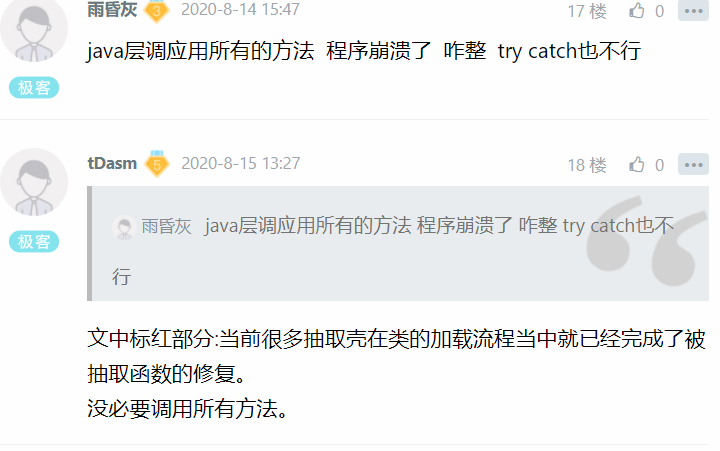 雨昏灰 3 2020-8-14 15:47 17 楼 0
java层调应用所有的方法 程序崩溃了 咋整 try catch也不行
极客
tDasm 5 2020-8-15 13:27 18 楼 0
雨昏灰 java层调应用所有的方法 程序崩溃了 咋整 try catch也不
行
极客
文中标红部分:当前很多抽取壳在类的加载流程当中就已经完成了被
抽取函数的修复。
没必要调用所有方法。